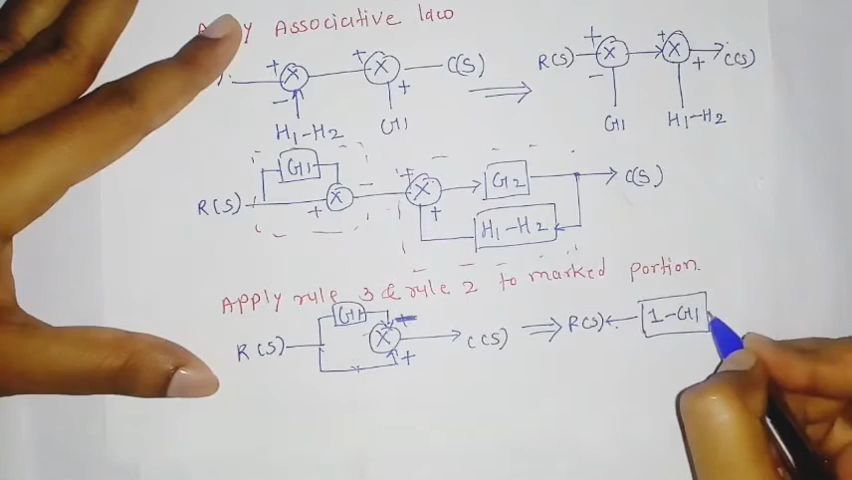 Associative law
+ X + X C(S) R(S) + X + X C(S)
- + - +
H1-H2 G1 G1 H1-H2
G1
R(S) + X - + X G2 C(S)
+ H1-H2
Apply rule 3 & rule 2 to marked portion.
G1
R(S) X + C(S) R(S) 1-G1
+